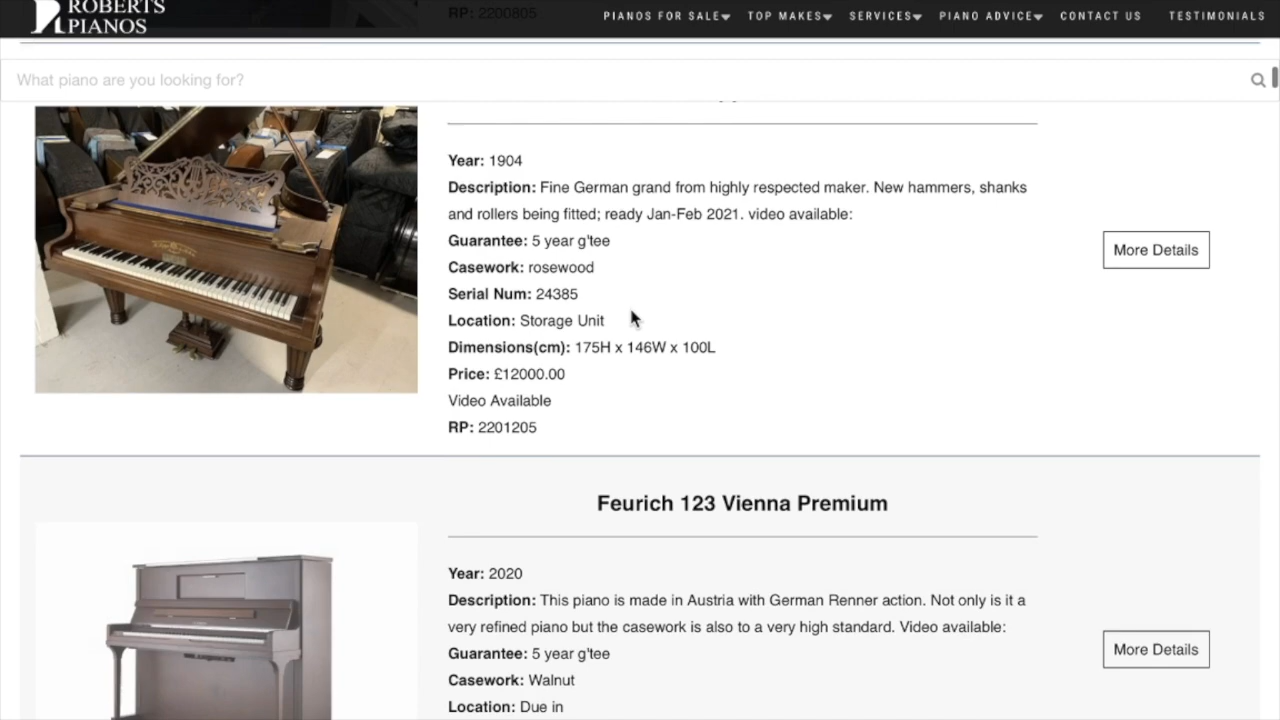 ROBERTS
PIANOS
RP: 2200805
PIANOS FOR SALE
TOP MAKES
SERVICES
PIANO ADVICE
CONTACT US
TESTIMONIALS
What piano are you looking for?
Year: 1904
Description: Fine German grand from highly respected maker. New hammers, shanks
and rollers being fitted; ready Jan-Feb 2021. video available:
Guarantee: 5 year g'tee
Casework: rosewood
Serial Num: 24385
Location: Storage Unit
Dimensions(cm): 175H x 146W x 100L
Price: £12000.00
Video Available
RP: 2201205
More Details
Feurich 123 Vienna Premium
Year: 2020
Description: This piano is made in Austria with German Renner action. Not only is it a
very refined piano but the casework is also to a very high standard. Video available:
Guarantee: 5 year g'tee
Casework: Walnut
Location: Due in
More Details